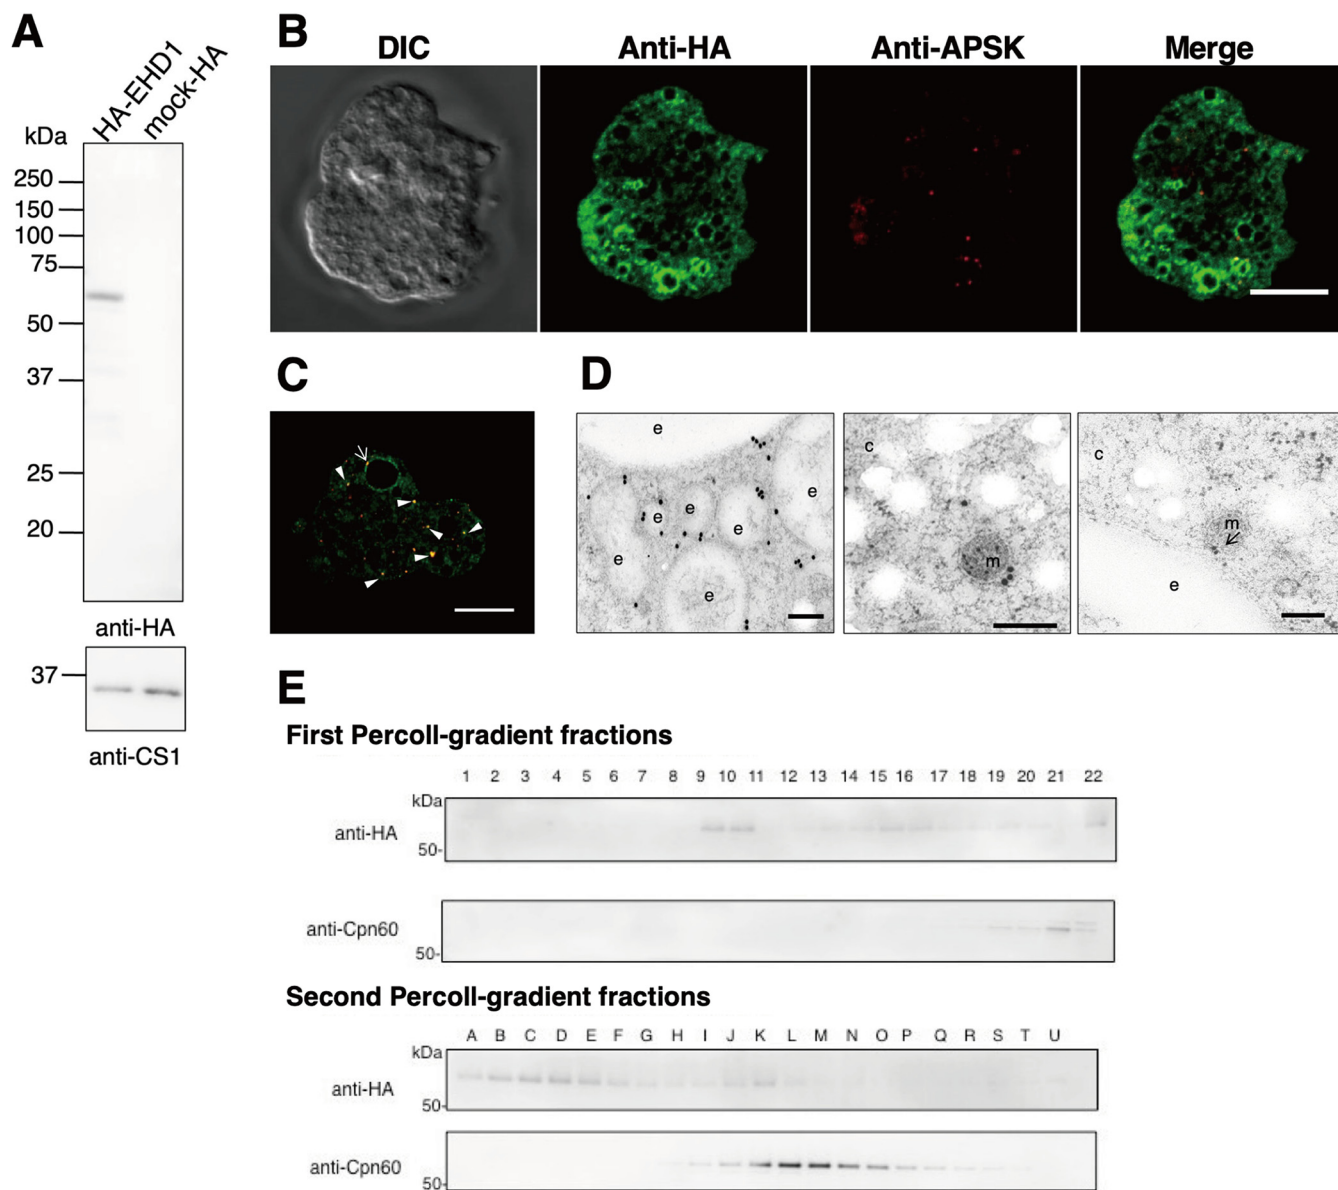 A
HA-EHD1
mock-HA
kDa
250
150
100
75
50
37
25
20
anti-HA
37
anti-CS1
B
DIC
Anti-HA
Anti-APSK
Merge
C
D
e
e
e
e
e
e
e
c
m
c
m
e
E
First Percoll-gradient fractions
1 2 3 4 5 6 7 8 9 10 11 12 13 14 15 16 17 18 19 20 21 22
kDa
anti-HA
50-
anti-Cpn60
50-
Second Percoll-gradient fractions
A B C D E F G H I J K L M N O P Q R S T U
kDa
anti-HA
50-
anti-Cpn60
50-